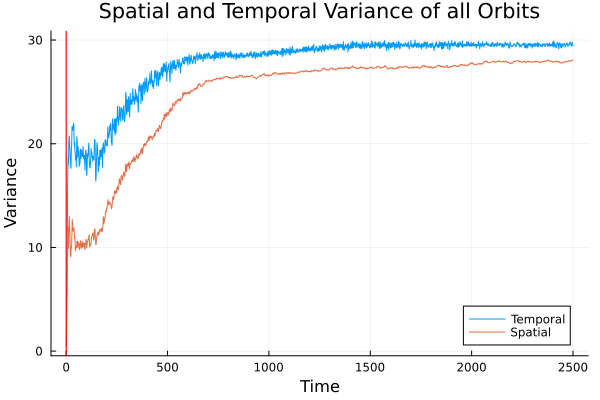 Spatial and Temporal Variance of all Orbits
30
20
10
0
Variance
Temporal
Spatial
0 500 1000 1500 2000 2500
Time